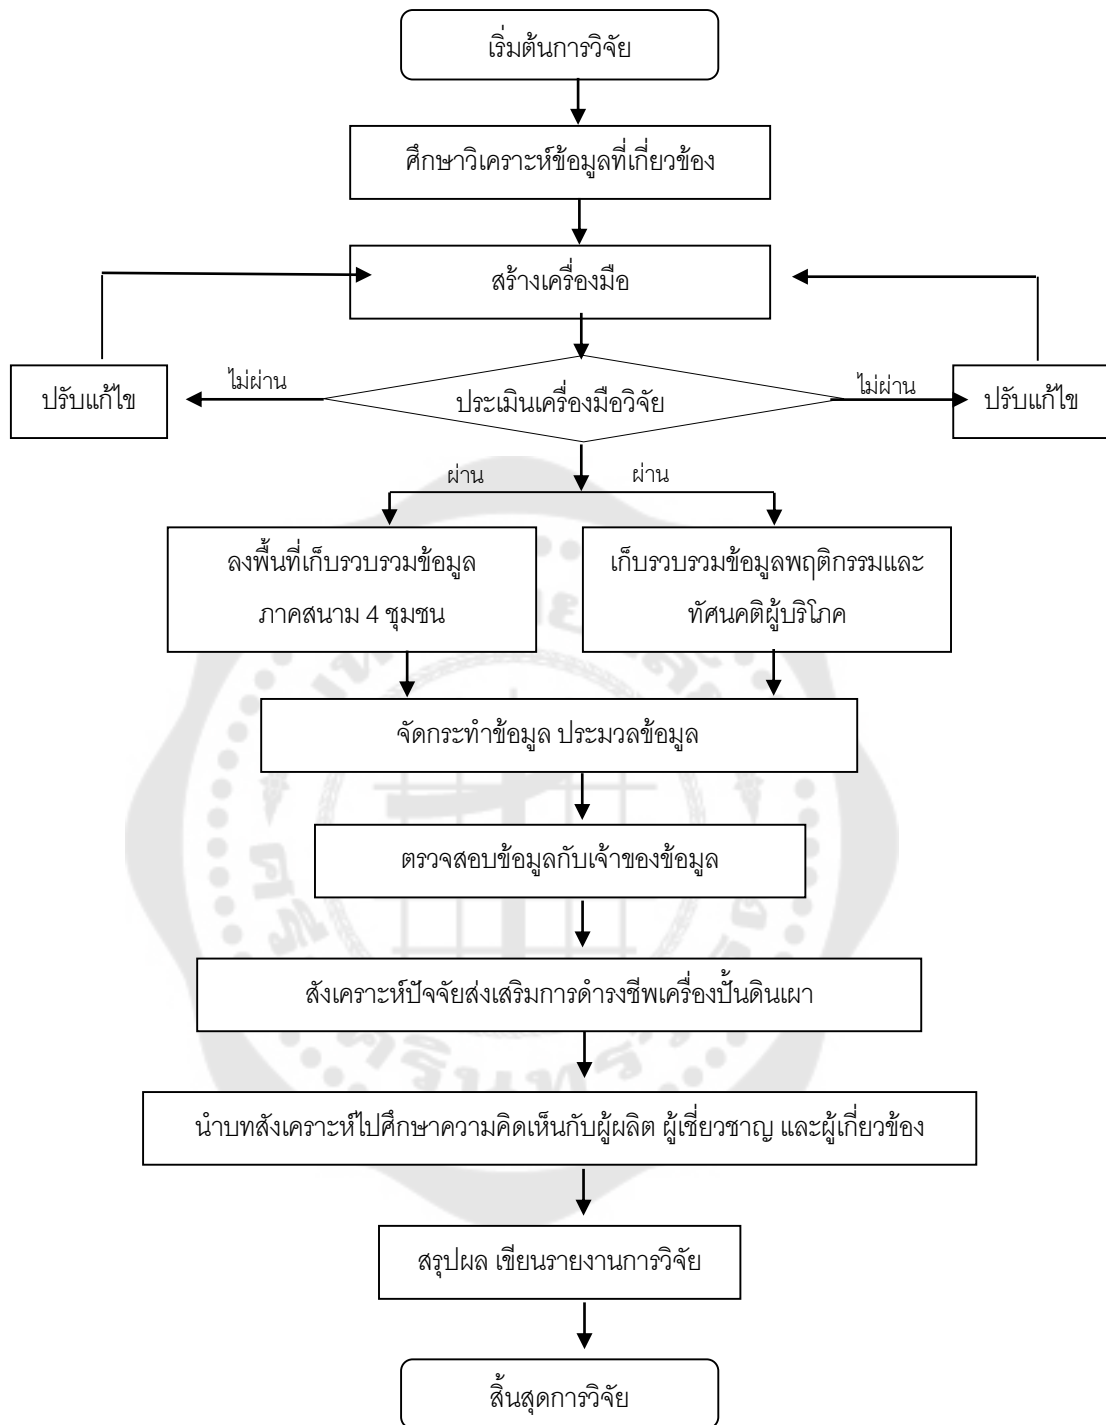 เริ่มต้นการวิจัย
ศึกษาวิเคราะห์ข้อมูลที่เกี่ยวข้อง
สร้างเครื่องมือ
ไม่ผ่าน
ไม่ผ่าน
ปรับแก้ไข
ประเมินเครื่องมือวิจัย
ปรับแก้ไข
ผ่าน
ผ่าน
ลงพื้นที่เก็บรวบรวมข้อมูล
ภาคสนาม 4 ชุมชน
เก็บรวบรวมข้อมูลพฤติกรรมและ
ทัศนคติผู้บริโภค
จัดกระทำข้อมูล ประมวลข้อมูล
ตรวจสอบข้อมูลกับเจ้าของข้อมูล
สังเคราะห์ปัจจัยส่งเสริมการดำรงชีพเครื่องปั้นดินเผา
นำบทสังเคราะห์ไปศึกษาความคิดเห็นกับผู้ผลิต ผู้เชี่ยวชาญ และผู้เกี่ยวข้อง
สรุปผล เขียนรายงานการวิจัย
สิ้นสุดการวิจัย